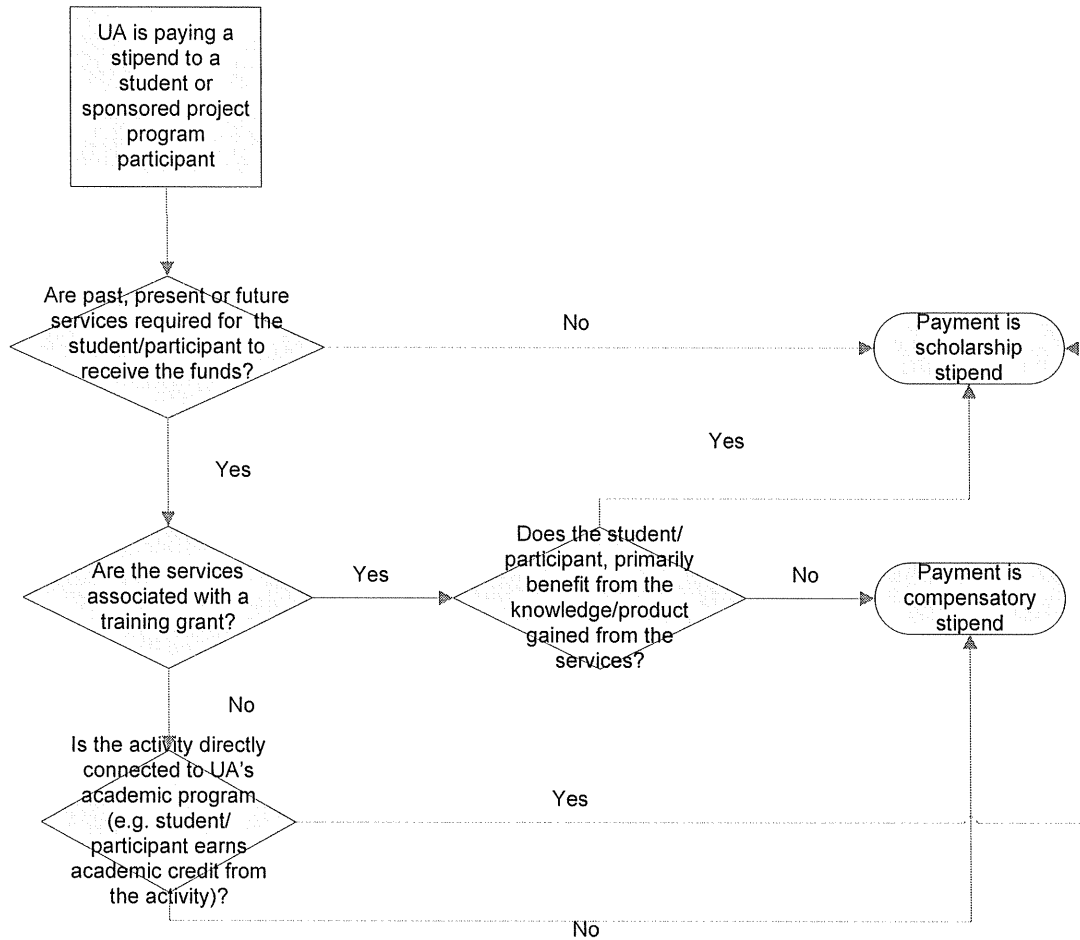 UA is paying a
stipend to a
student or
sponsored project
program
participant
Are past, present or future
services required for the
student/participant to
receive the funds?
No
Payment is
scholarship
stipend
Yes
Yes
Are the services
associated with a
training grant?
Yes
Does the student/
participant, primarily
benefit from the
knowledge/product
gained from the
services?
No
Payment is
compensatory
stipend
No
Is the activity directly
connected to UA's
academic program
(e.g. student/
participant earns
academic credit from
the activity)?
Yes
No